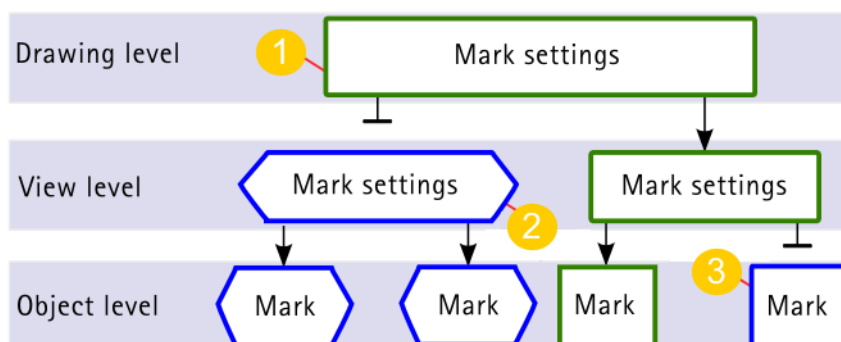 Drawing level
1
Mark settings
View level
Mark settings
2
Mark settings
Object level
Mark
Mark
Mark
3
Mark